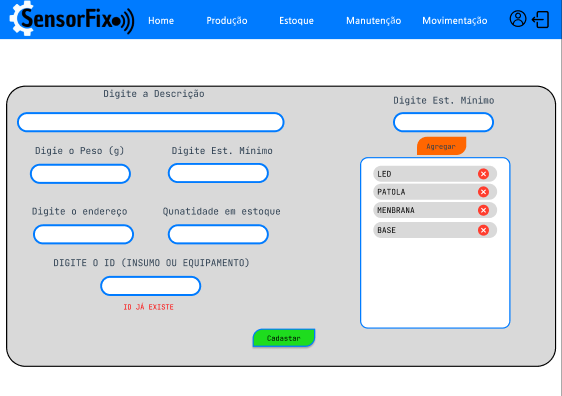 SensorFix
Home Produção Estoque Manutenção Movimentação
Digite a Descrição
Digite Est. Mínimo
Agregar
Digie o Peso (g)
Digite Est. Mínimo
LED
PATOLA
MENBRANA
BASE
Digite o endereço
Qunatidade em estoque
DIGITE O ID (INSUMO OU EQUIPAMENTO)
ID JÁ EXISTE
Cadastar